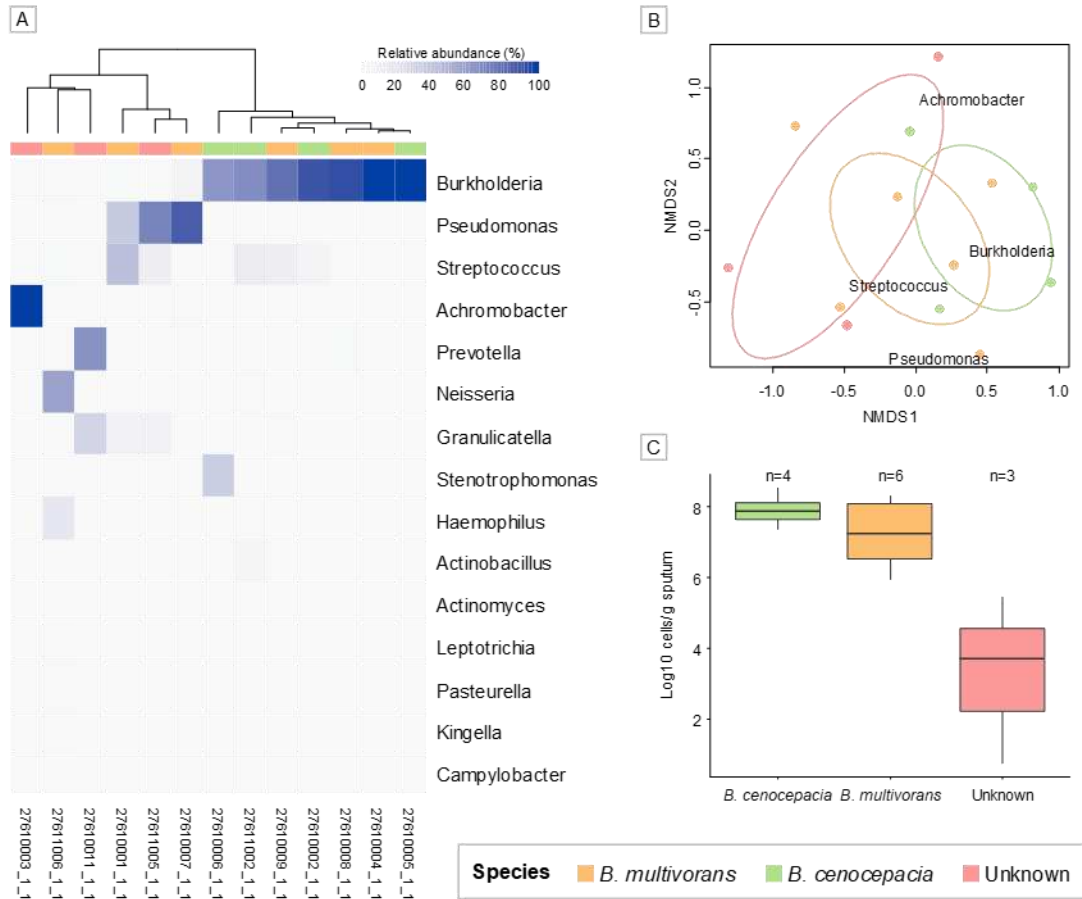 A
Relative abundance (%)
0 20 40 60 80 100
Burkholderia
Pseudomonas
Streptococcus
Achromobacter
Prevotella
Neisseria
Granulicatella
Stenotrophomonas
Haemophilus
Actinobacillus
Actinomyces
Leptotrichia
Pasteurella
Kingella
Campylobacter
27610003_1_1
27611006_1_1
27610011_1_1
27610001_1_1
27611005_1_1
27610007_1_1
27610006_1_1
27611002_1_1
27610009_1_1
27610002_1_1
27610008_1_1
27610004_1_1
27610005_1_1
B
NMDS2
1.0
0.5
0.0
-0.5
Achromobacter
Burkholderia
Streptococcus
Pseudomonas
-1.0 -0.5 0.0 0.5 1.0
NMDS1
C
Log10 cells/g sputum
n=4 n=6 n=3
8
6
4
2
B. cenocepacia B. multivorans Unknown
Species B. multivorans B. cenocepacia Unknown